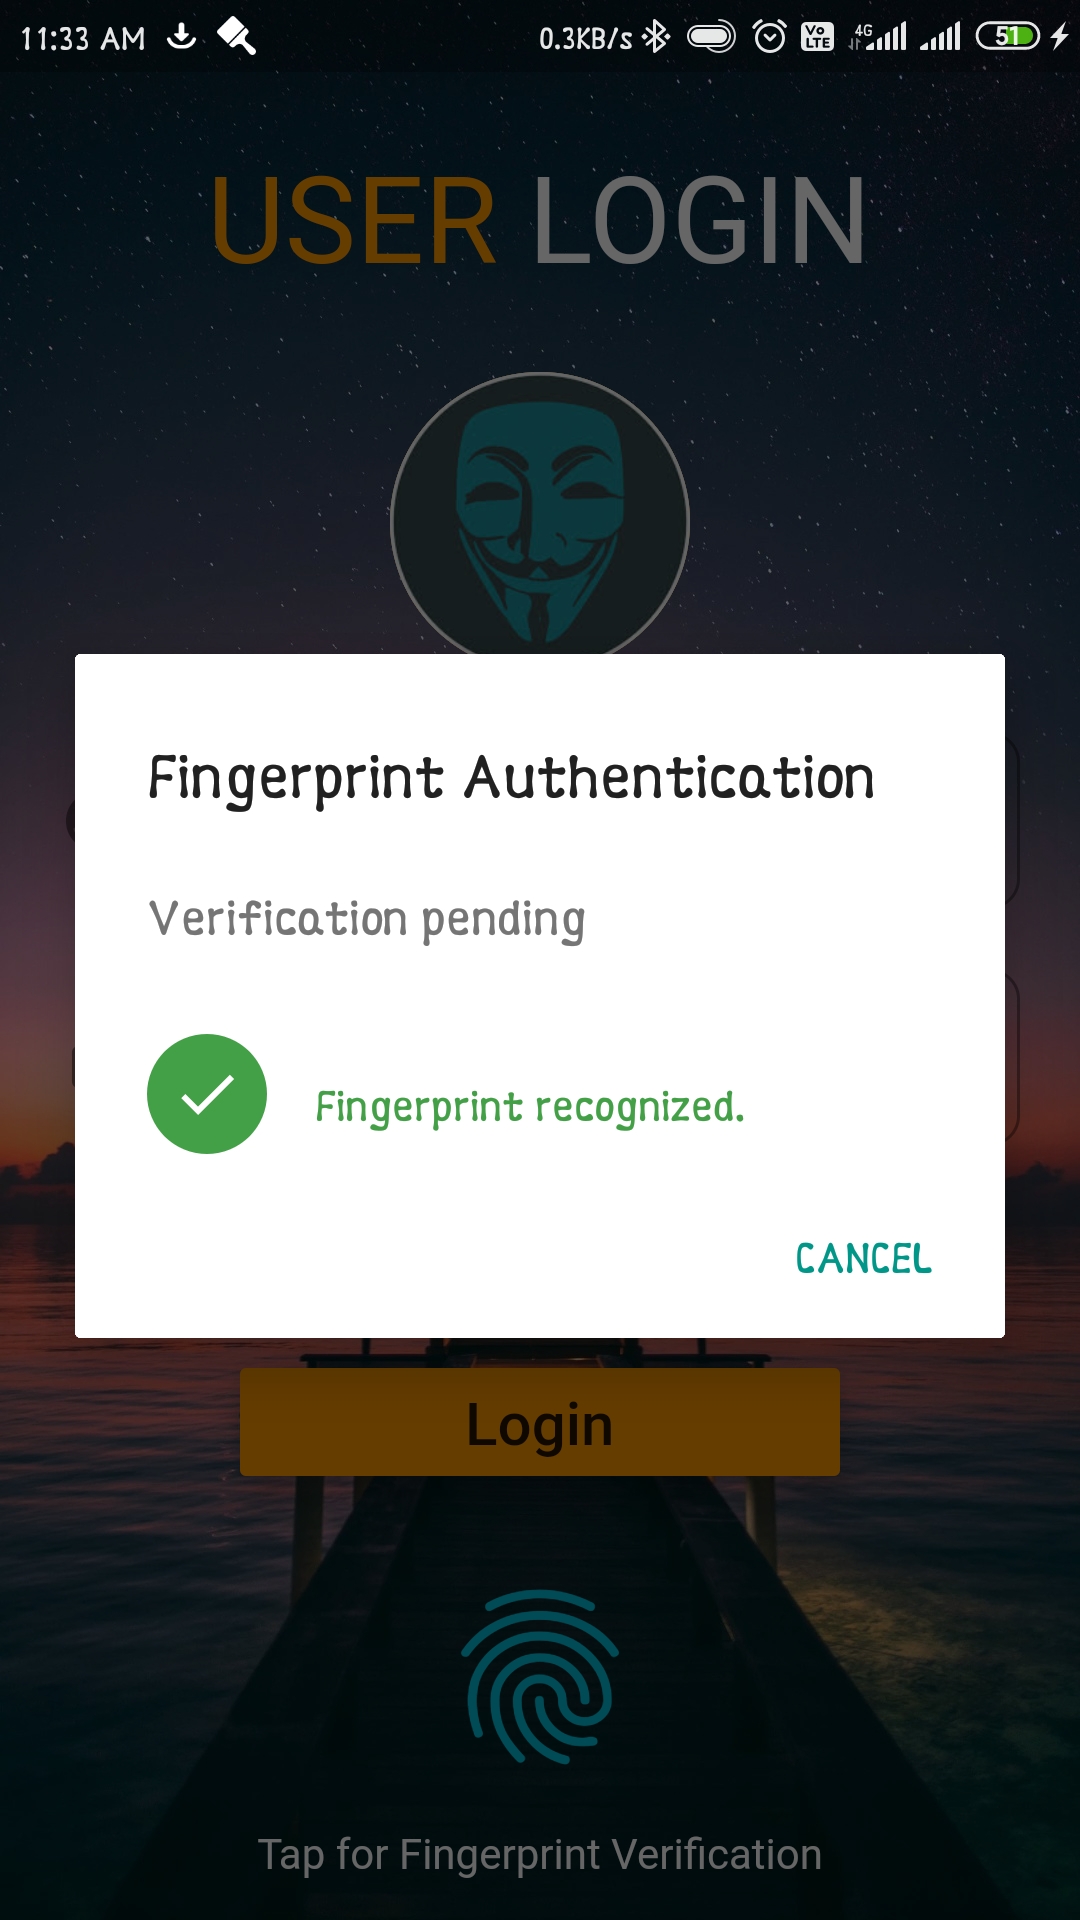 11:33 AM 0.3KB/s Vo LTE 4G 51
USER LOGIN
Fingerprint Authentication
Verification pending
Fingerprint recognized.
CANCEL
Login
Tap for Fingerprint Verification